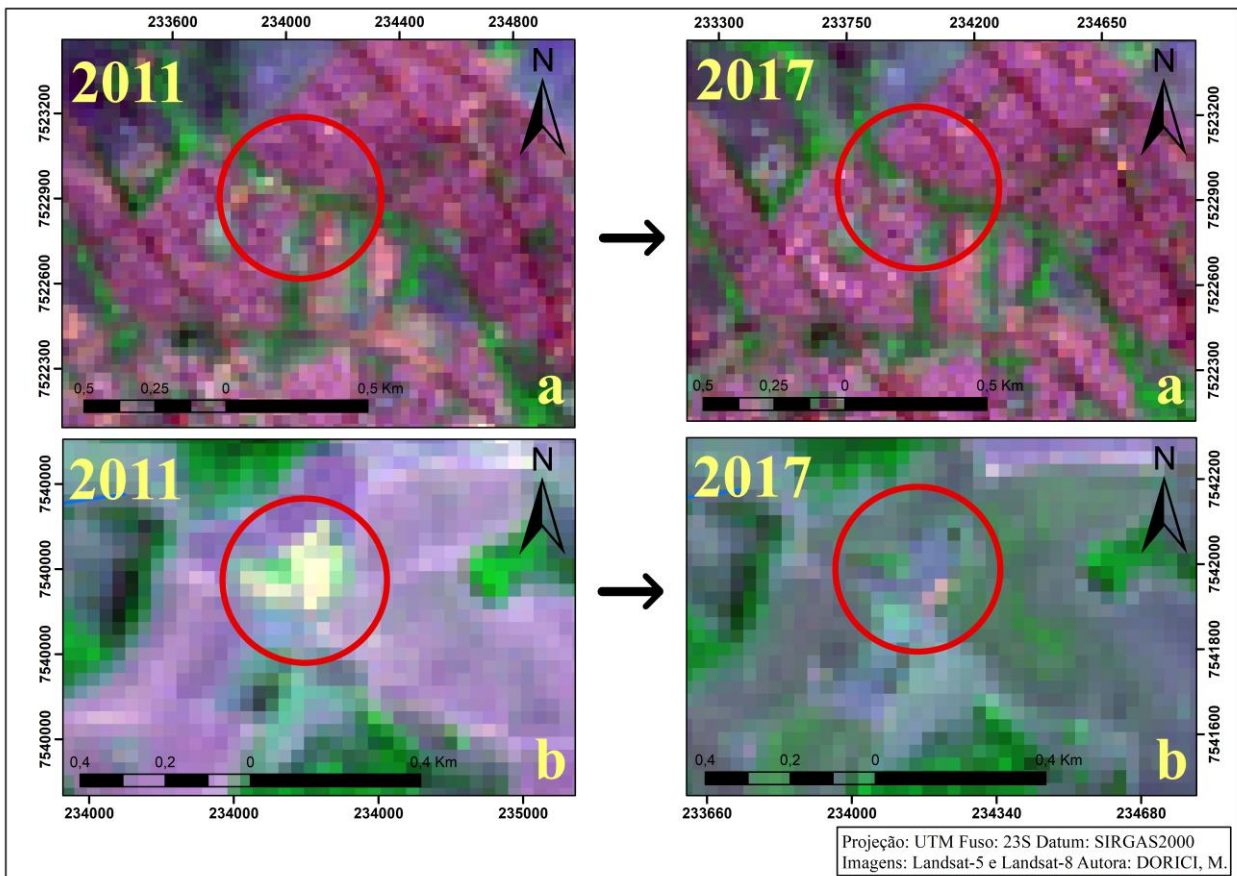 233600 234000 234400 234800
233300 233750 234200 234650
2011
N
7523200
7522900
7522600
7522300
0,5 0,25 0 0,5 Km
a
2017
N
7523200
7522900
7522600
7522300
0,5 0,25 0 0,5 Km
a
2011
N
7540000
7540000
7540000
7540000
0,4 0,2 0 0,4 Km
b
234000 234000 234000 235000
2017
N
7542200
7542000
7541800
7541600
0,4 0,2 0 0,4 Km
b
233660 234000 234340 234680
Projeção: UTM Fuso: 23S Datum: SIRGAS2000
Imagens: Landsat-5 e Landsat-8 Autora: DORICI, M.